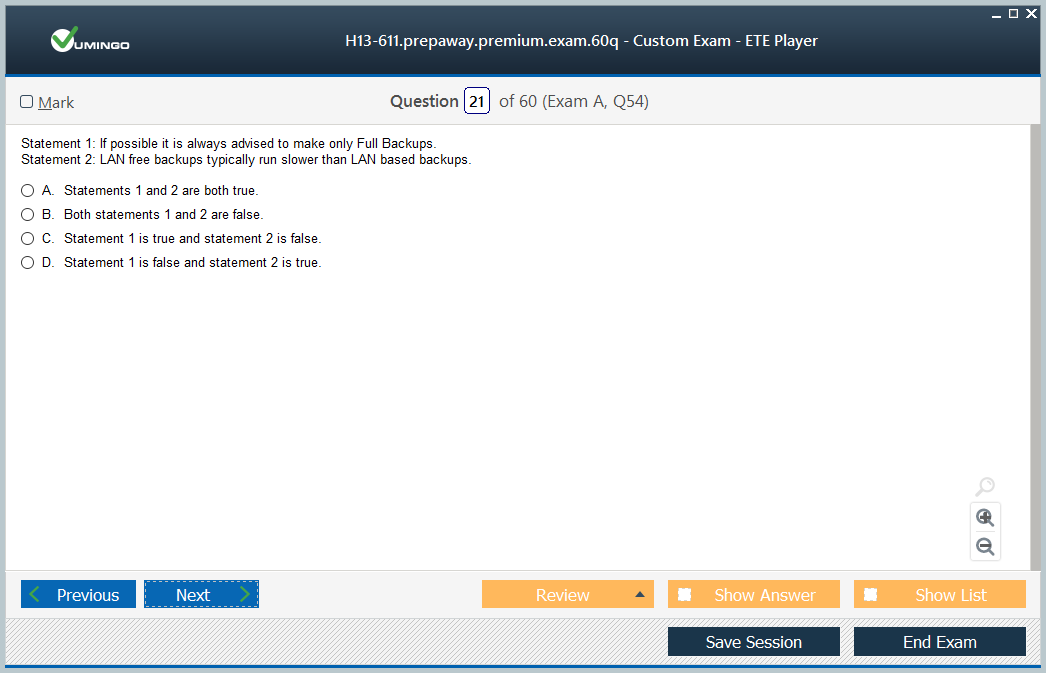 VUMINGO
H13-611.prepaway.premium.exam.60q - Custom Exam - ETE Player
Mark
Question 21 of 60 (Exam A, Q54)
Statement 1: If possible it is always advised to make only Full Backups.
Statement 2: LAN free backups typically run slower than LAN based backups.
A. Statements 1 and 2 are both true.
B. Both statements 1 and 2 are false.
C. Statement 1 is true and statement 2 is false.
D. Statement 1 is false and statement 2 is true.
Previous Next Review Show Answer Show List
Save Session End Exam